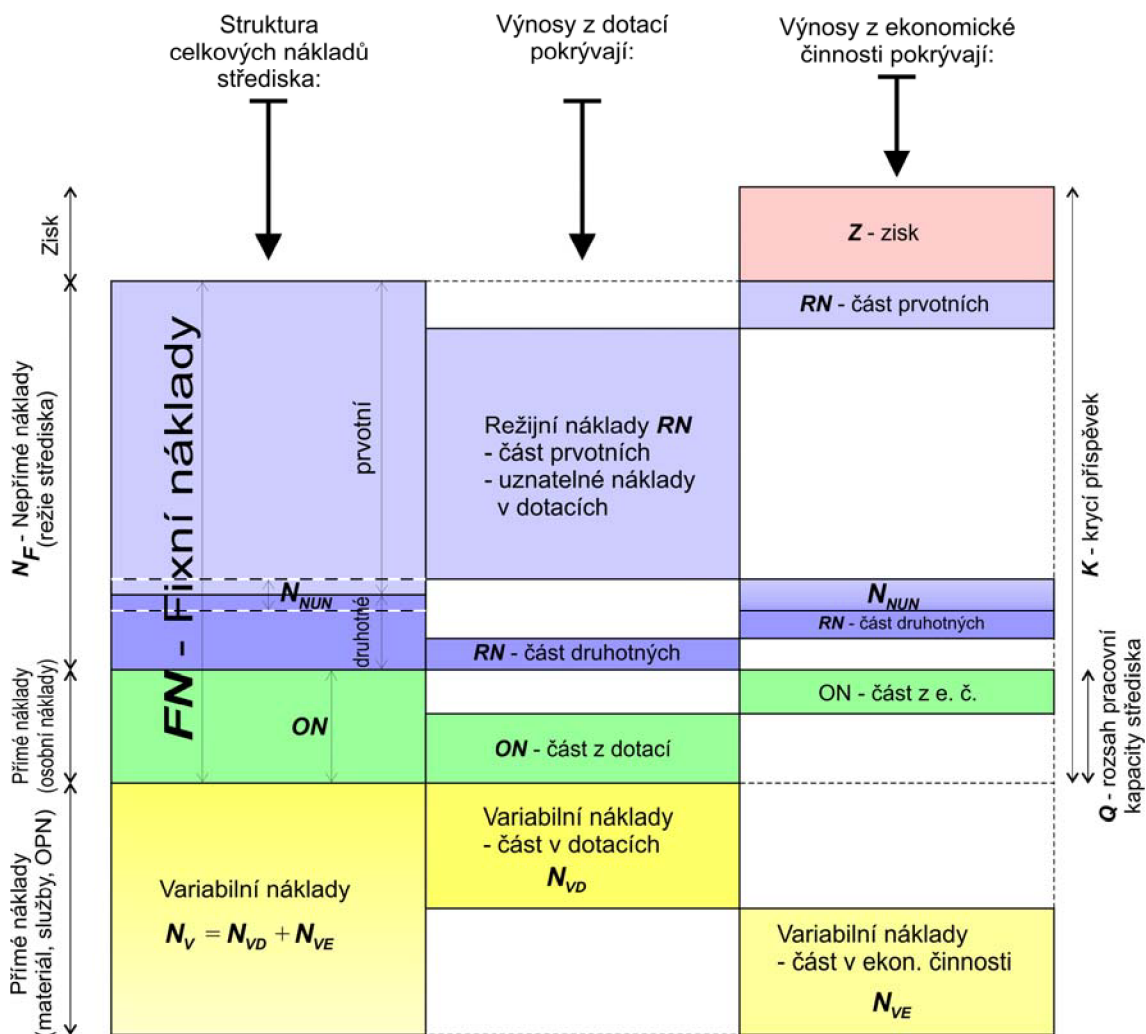 Struktura
celkových nákladů
střediska:
Výnosy z dotací
pokrývají:
Výnosy z ekonomické
činnosti pokrývají:
Zisk
N_F - Nepřímé náklady
(režie střediska)
Přímé náklady
(osobní náklady)
Přímé náklady
(materiál, služby, OPN)
FN - Fixní náklady
prvotní
N_NUN
druhotné
ON
Variabilní náklady
N_V = N_VD + N_VE
Režijní náklady RN
- část prvotních
- uznatelné náklady
v dotacích
RN - část druhotných
ON - část z dotací
Variabilní náklady
- část v dotacích
N_VD
Z - zisk
RN - část prvotních
N_NUN
RN - část druhotných
ON - část z e. č.
Variabilní náklady
- část v ekon. činnosti
N_VE
K - krycí příspěvek
Q - rozsah pracovní
kapacity střediska